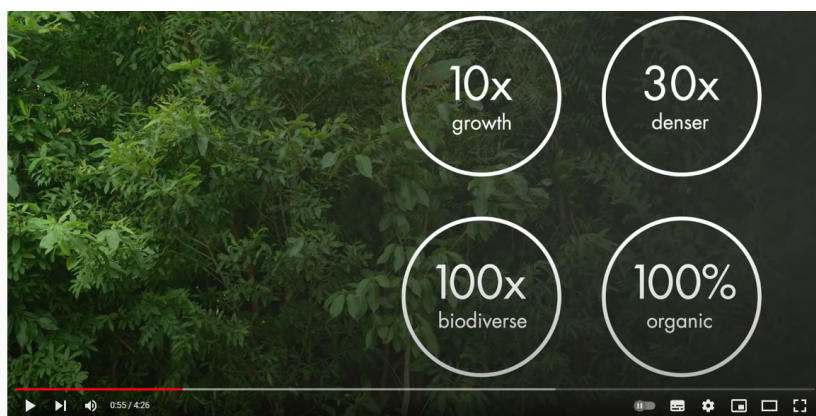 10x
growth
30x
denser
100x
biodiverse
100%
organic
0:55 / 4:26